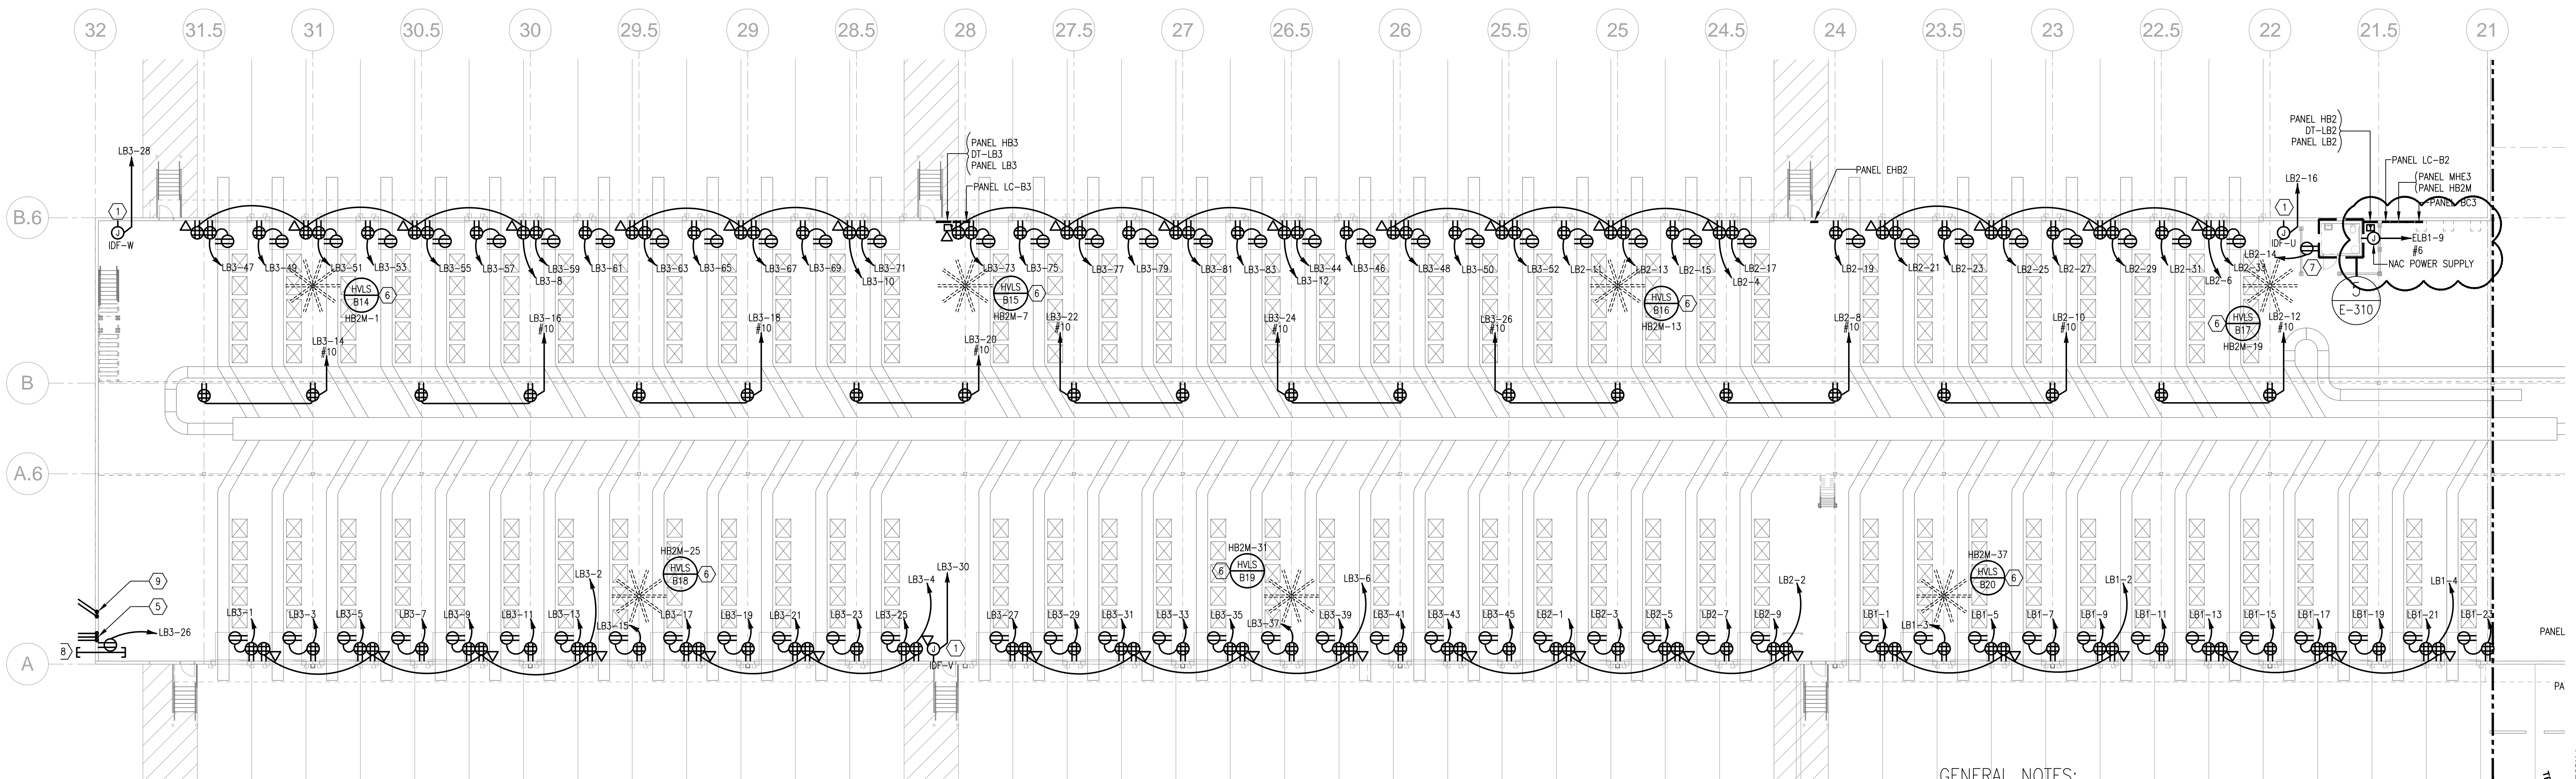 32 31.5 31 30.5 30 29.5 29 28.5 28 27.5 27 26.5 26 25.5 25 24.5 24 23.5 23 22.5 22 21.5 21
LB3-28
1
J
IDF-W
B.6
PANEL HB3
DT-LB3
PANEL LB3
PANEL LC-B3
PANEL EHB2
PANEL HB2
DT-LB2
PANEL LB2
PANEL LC-B2
PANEL MHE3
PANEL HB2M
PANEL BC3
LB2-16
1
J
IDF-U
J
ELB1-9
#6
NAC POWER SUPPLY
7
5
E-310
LB3-47 LB3-49 LB3-51 LB3-53 LB3-55 LB3-57 LB3-59 LB3-61 LB3-63 LB3-65 LB3-67 LB3-69 LB3-71 LB3-73 LB3-75 LB3-77 LB3-79 LB3-81 LB3-83 LB3-44 LB3-46 LB3-48 LB3-50 LB3-52 LB2-11 LB2-13 LB2-15 LB2-17 LB2-19 LB2-21 LB2-23 LB2-25 LB2-27 LB2-29 LB2-31 LB2-33 LB2-14
LB3-8 LB3-10 LB3-12 LB2-4 LB2-6
HVLS
B14
6
HB2M-1
HVLS
B15
6
HB2M-7
HVLS
B16
6
HB2M-13
HVLS
B17
6
HB2M-19
LB3-14
#10
LB3-16
#10
LB3-18
#10
LB3-20
#10
LB3-22
#10
LB3-24
#10
LB3-26
#10
LB2-8
#10
LB2-10
#10
LB2-12
#10
B
A.6
HB2M-25
HVLS
B18
6
HB2M-31
HVLS
B19
6
HB2M-37
HVLS
B20
6
9
5
LB3-26
8
LB3-2 LB3-4 LB3-30 LB3-6 LB2-2 LB1-2 LB1-4
LB3-1 LB3-3 LB3-5 LB3-7 LB3-9 LB3-11 LB3-13 LB3-15 LB3-17 LB3-19 LB3-21 LB3-23 LB3-25 LB3-27 LB3-29 LB3-31 LB3-33 LB3-35 LB3-37 LB3-39 LB3-41 LB3-43 LB3-45 LB2-1 LB2-3 LB2-5 LB2-7 LB2-9 LB1-1 LB1-3 LB1-5 LB1-7 LB1-9 LB1-11 LB1-13 LB1-15 LB1-17 LB1-19 LB1-21 LB1-23
PANEL
A
J
1
IDF-V
PA
GENERAL NOTES: